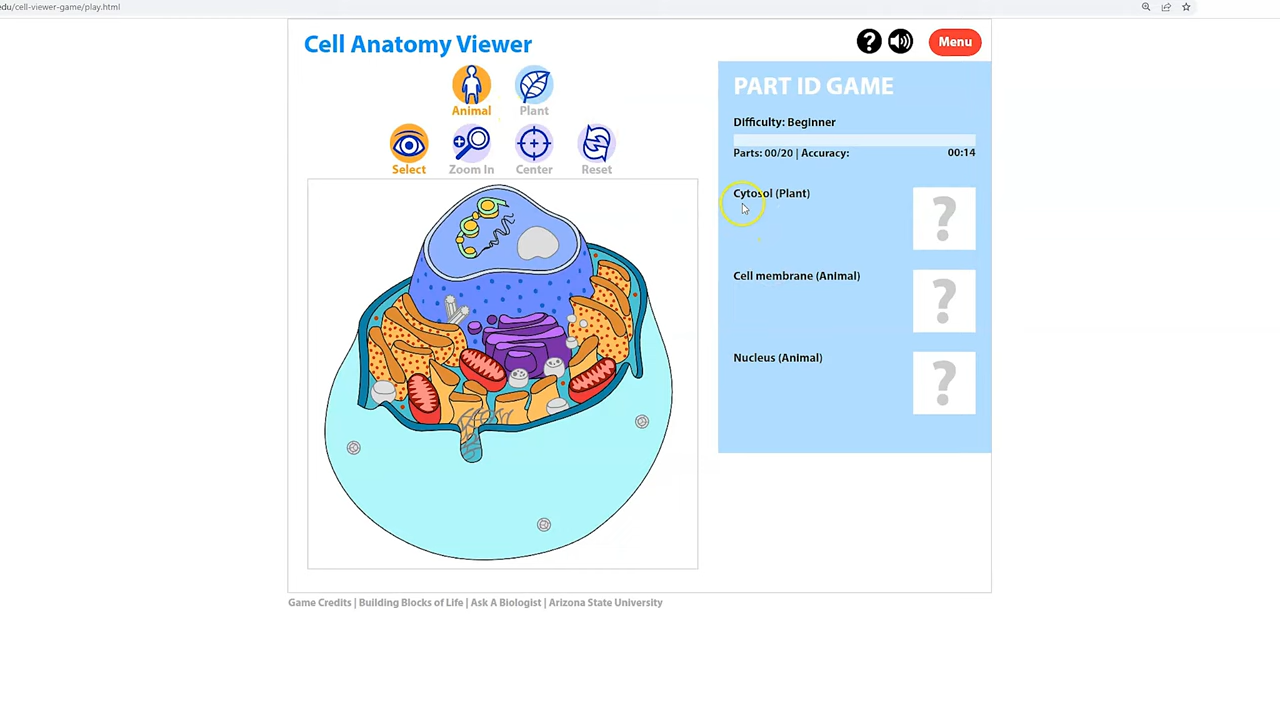 edu/cell-viewer-game/play.html
Cell Anatomy Viewer
?
Menu
Animal
Plant
Select
Zoom In
Center
Reset
PART ID GAME
Difficulty: Beginner
Parts: 00/20 | Accuracy:
00:14
Cytosol (Plant)
?
Cell membrane (Animal)
?
Nucleus (Animal)
?
Game Credits | Building Blocks of Life | Ask A Biologist | Arizona State University